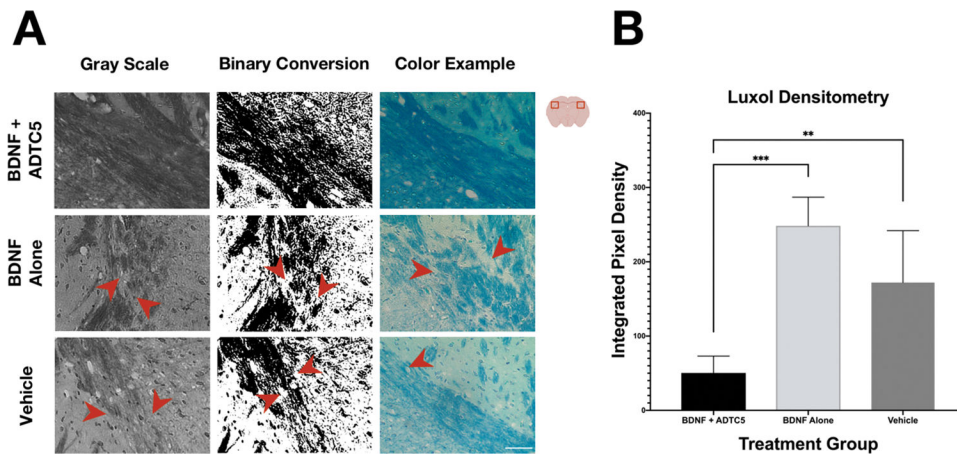 A
Gray Scale
Binary Conversion
Color Example
BDNF +
ADTC5
BDNF
Alone
Vehicle
B
Luxol Densitometry
Integrated Pixel Density
400
300
200
100
0
**
***
BDNF + ADTC5
BDNF Alone
Vehicle
Treatment Group